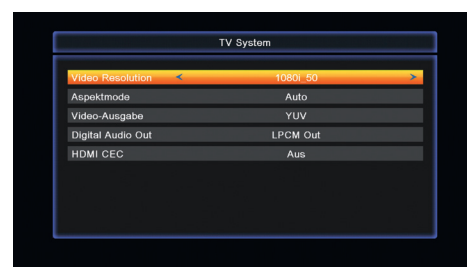 TV System
Video Resolution < 1080i_50 >
Aspektmode Auto
Video-Ausgabe YUV
Digital Audio Out LPCM Out
HDMI CEC Aus